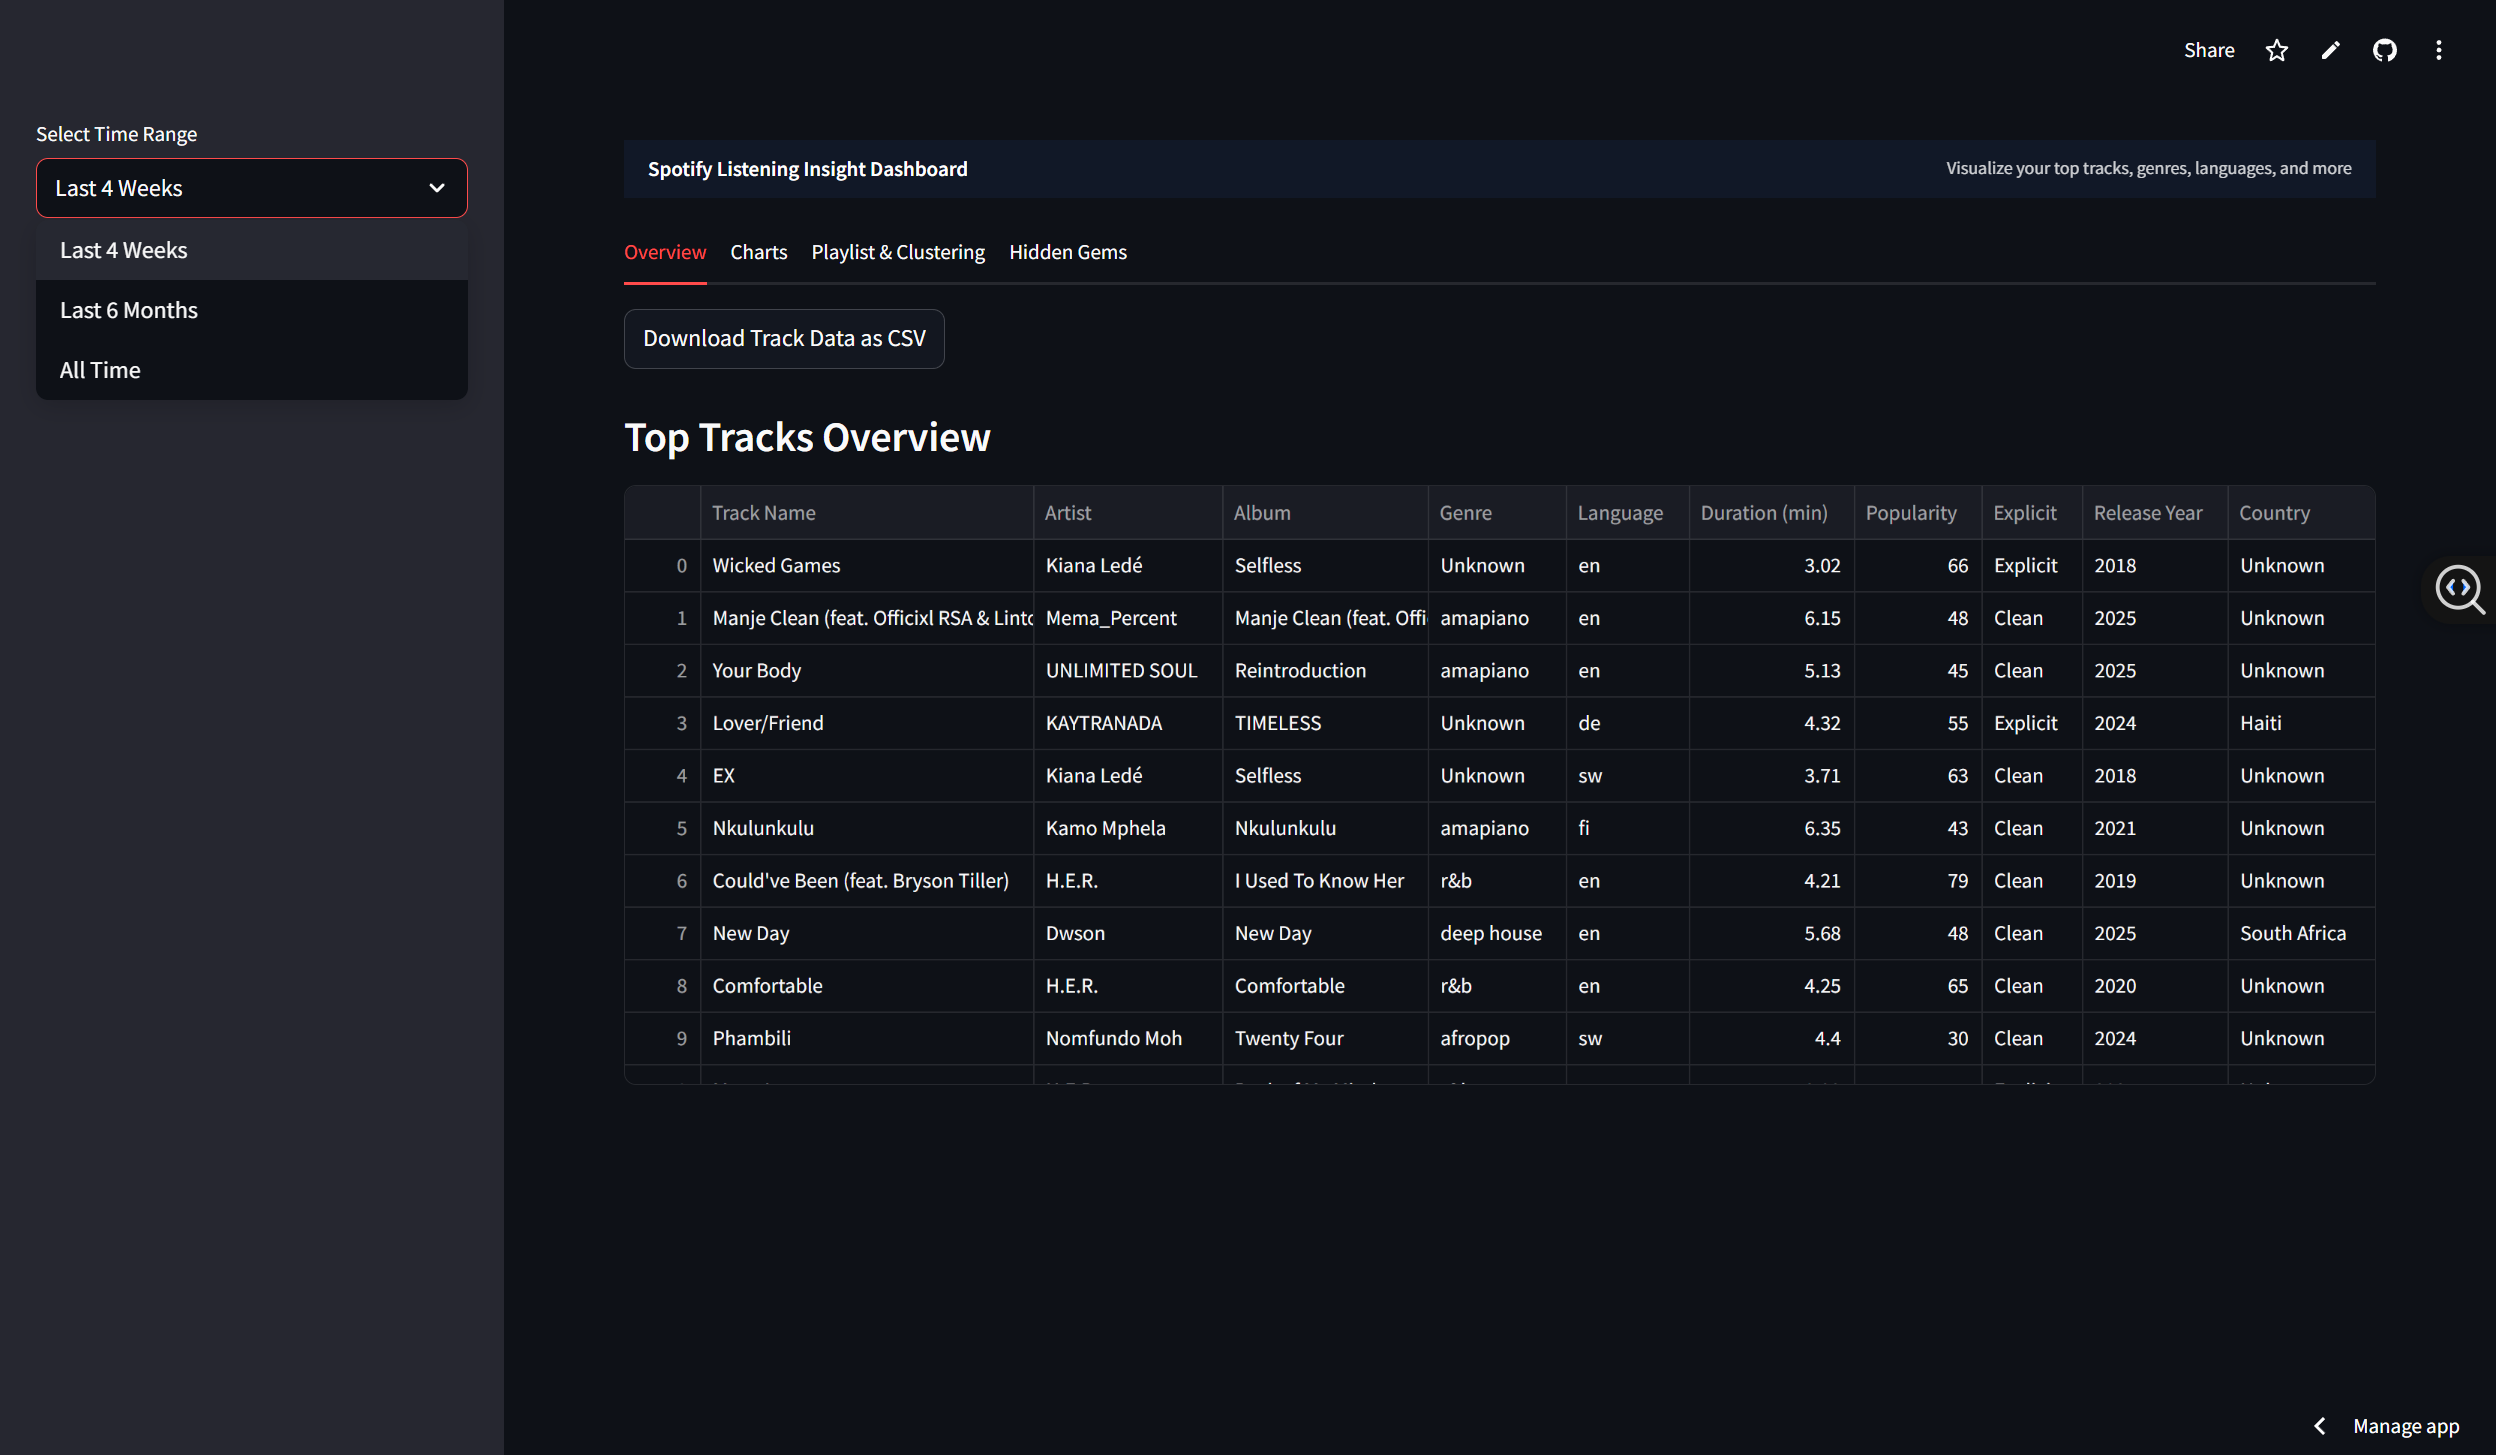 Share
Select Time Range
Last 4 Weeks
Last 4 Weeks
Last 6 Months
All Time
Spotify Listening Insight Dashboard Visualize your top tracks, genres, languages, and more
Overview Charts Playlist & Clustering Hidden Gems
Download Track Data as CSV
Top Tracks Overview
Track Name Artist Album Genre Language Duration (min) Popularity Explicit Release Year Country
0 Wicked Games Kiana Ledé Selfless Unknown en 3.02 66 Explicit 2018 Unknown
1 Manje Clean (feat. Officixl RSA & Lintc Mema_Percent Manje Clean (feat. Offi amapiano en 6.15 48 Clean 2025 Unknown
2 Your Body UNLIMITED SOUL Reintroduction amapiano en 5.13 45 Clean 2025 Unknown
3 Lover/Friend KAYTRANADA TIMELESS Unknown de 4.32 55 Explicit 2024 Haiti
4 EX Kiana Ledé Selfless Unknown sw 3.71 63 Clean 2018 Unknown
5 Nkulunkulu Kamo Mphela Nkulunkulu amapiano fi 6.35 43 Clean 2021 Unknown
6 Could've Been (feat. Bryson Tiller) H.E.R. I Used To Know Her r&b en 4.21 79 Clean 2019 Unknown
7 New Day Dwson New Day deep house en 5.68 48 Clean 2025 South Africa
8 Comfortable H.E.R. Comfortable r&b en 4.25 65 Clean 2020 Unknown
9 Phambili Nomfundo Moh Twenty Four afropop sw 4.4 30 Clean 2024 Unknown
Manage app